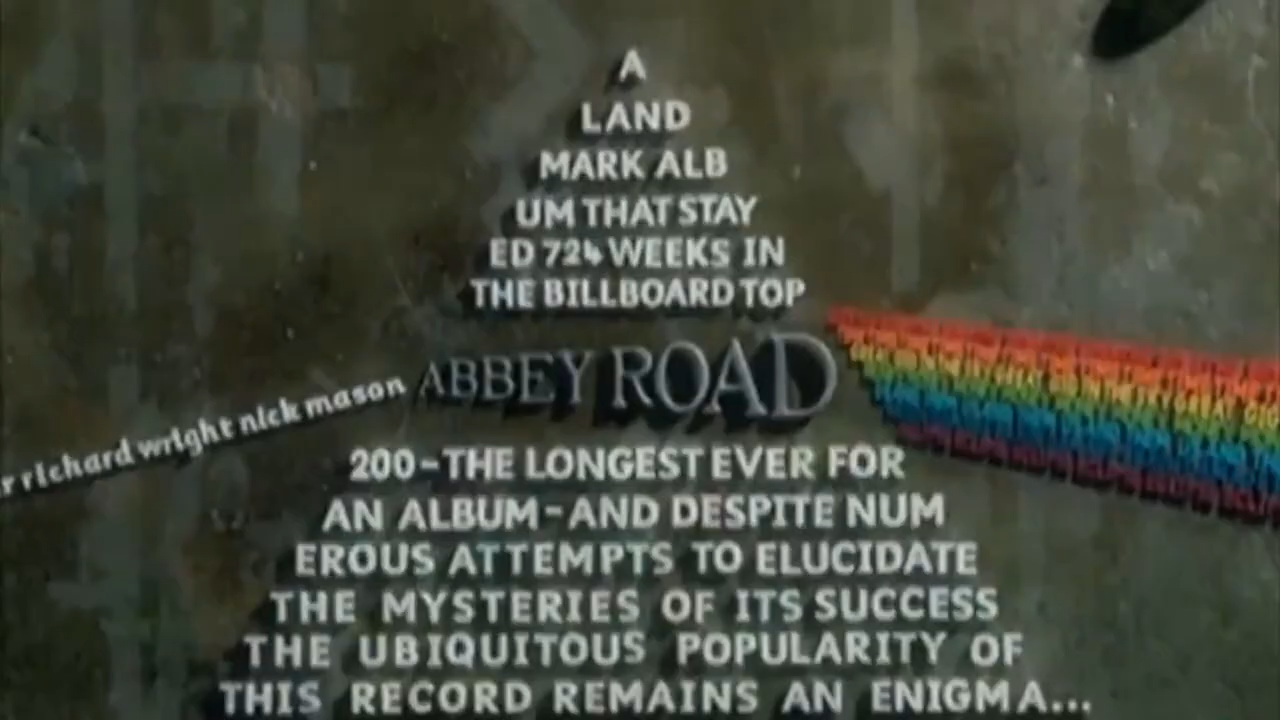 A
LAND
MARK ALB
UM THAT STAY
ED 724 WEEKS IN
THE BILLBOARD TOP
ABBEY ROAD
richard wright nick mason
200-THE LONGEST EVER FOR
AN ALBUM-AND DESPITE NUM
EROUS ATTEMPTS TO ELUCIDATE
THE MYSTERIES OF ITS SUCCESS
THE UBIQUITOUS POPULARITY OF
THIS RECORD REMAINS AN ENIGMA...